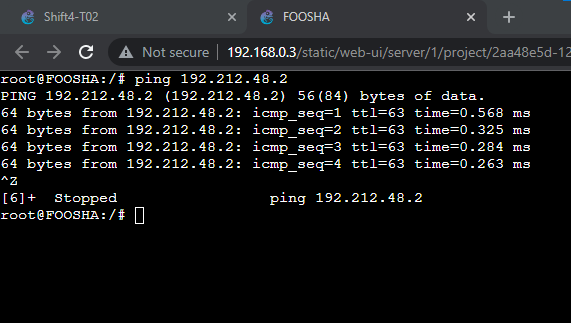 Shift4-T02
FOOSHA
Not secure 192.168.0.3/static/web-ui/server/1/project/2aa48e5d-12
root@FOOSHA:/# ping 192.212.48.2
PING 192.212.48.2 (192.212.48.2) 56(84) bytes of data.
64 bytes from 192.212.48.2: icmp_seq=1 ttl=63 time=0.568 ms
64 bytes from 192.212.48.2: icmp_seq=2 ttl=63 time=0.325 ms
64 bytes from 192.212.48.2: icmp_seq=3 ttl=63 time=0.284 ms
64 bytes from 192.212.48.2: icmp_seq=4 ttl=63 time=0.263 ms
^Z
[6]+  Stopped                 ping 192.212.48.2
root@FOOSHA:/#